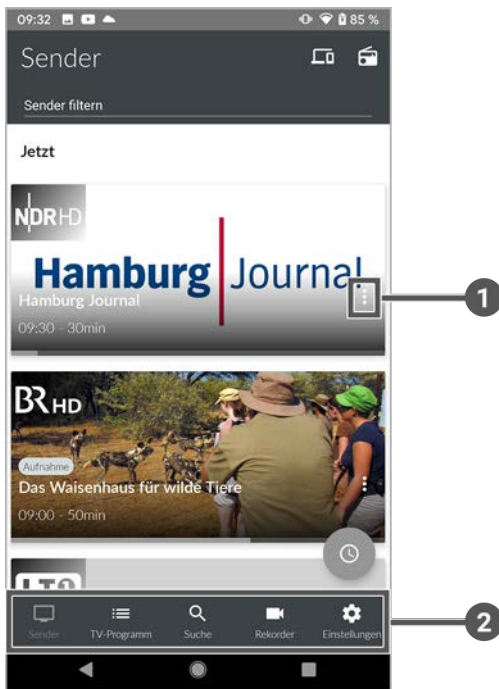 09:32 85 %
Sender
Sender filtern
Jetzt
NDR HD
Hamburg Journal
Hamburg Journal
09:30 - 30min
1
BR HD
Aufnahme
Das Waisenhaus für wilde Tiere
09:00 - 50min
LT1
Sender TV-Programm Suche Rekorder Einstellungen
2